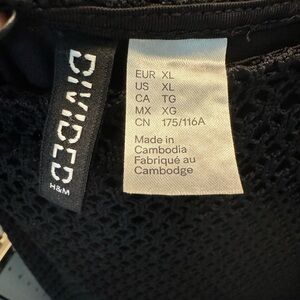 DIVIDED
H&M
EUR XL
US XL
CA TG
MX XG
CN 175/116A
Made in
Cambodia
Fabriqué au
Cambodge